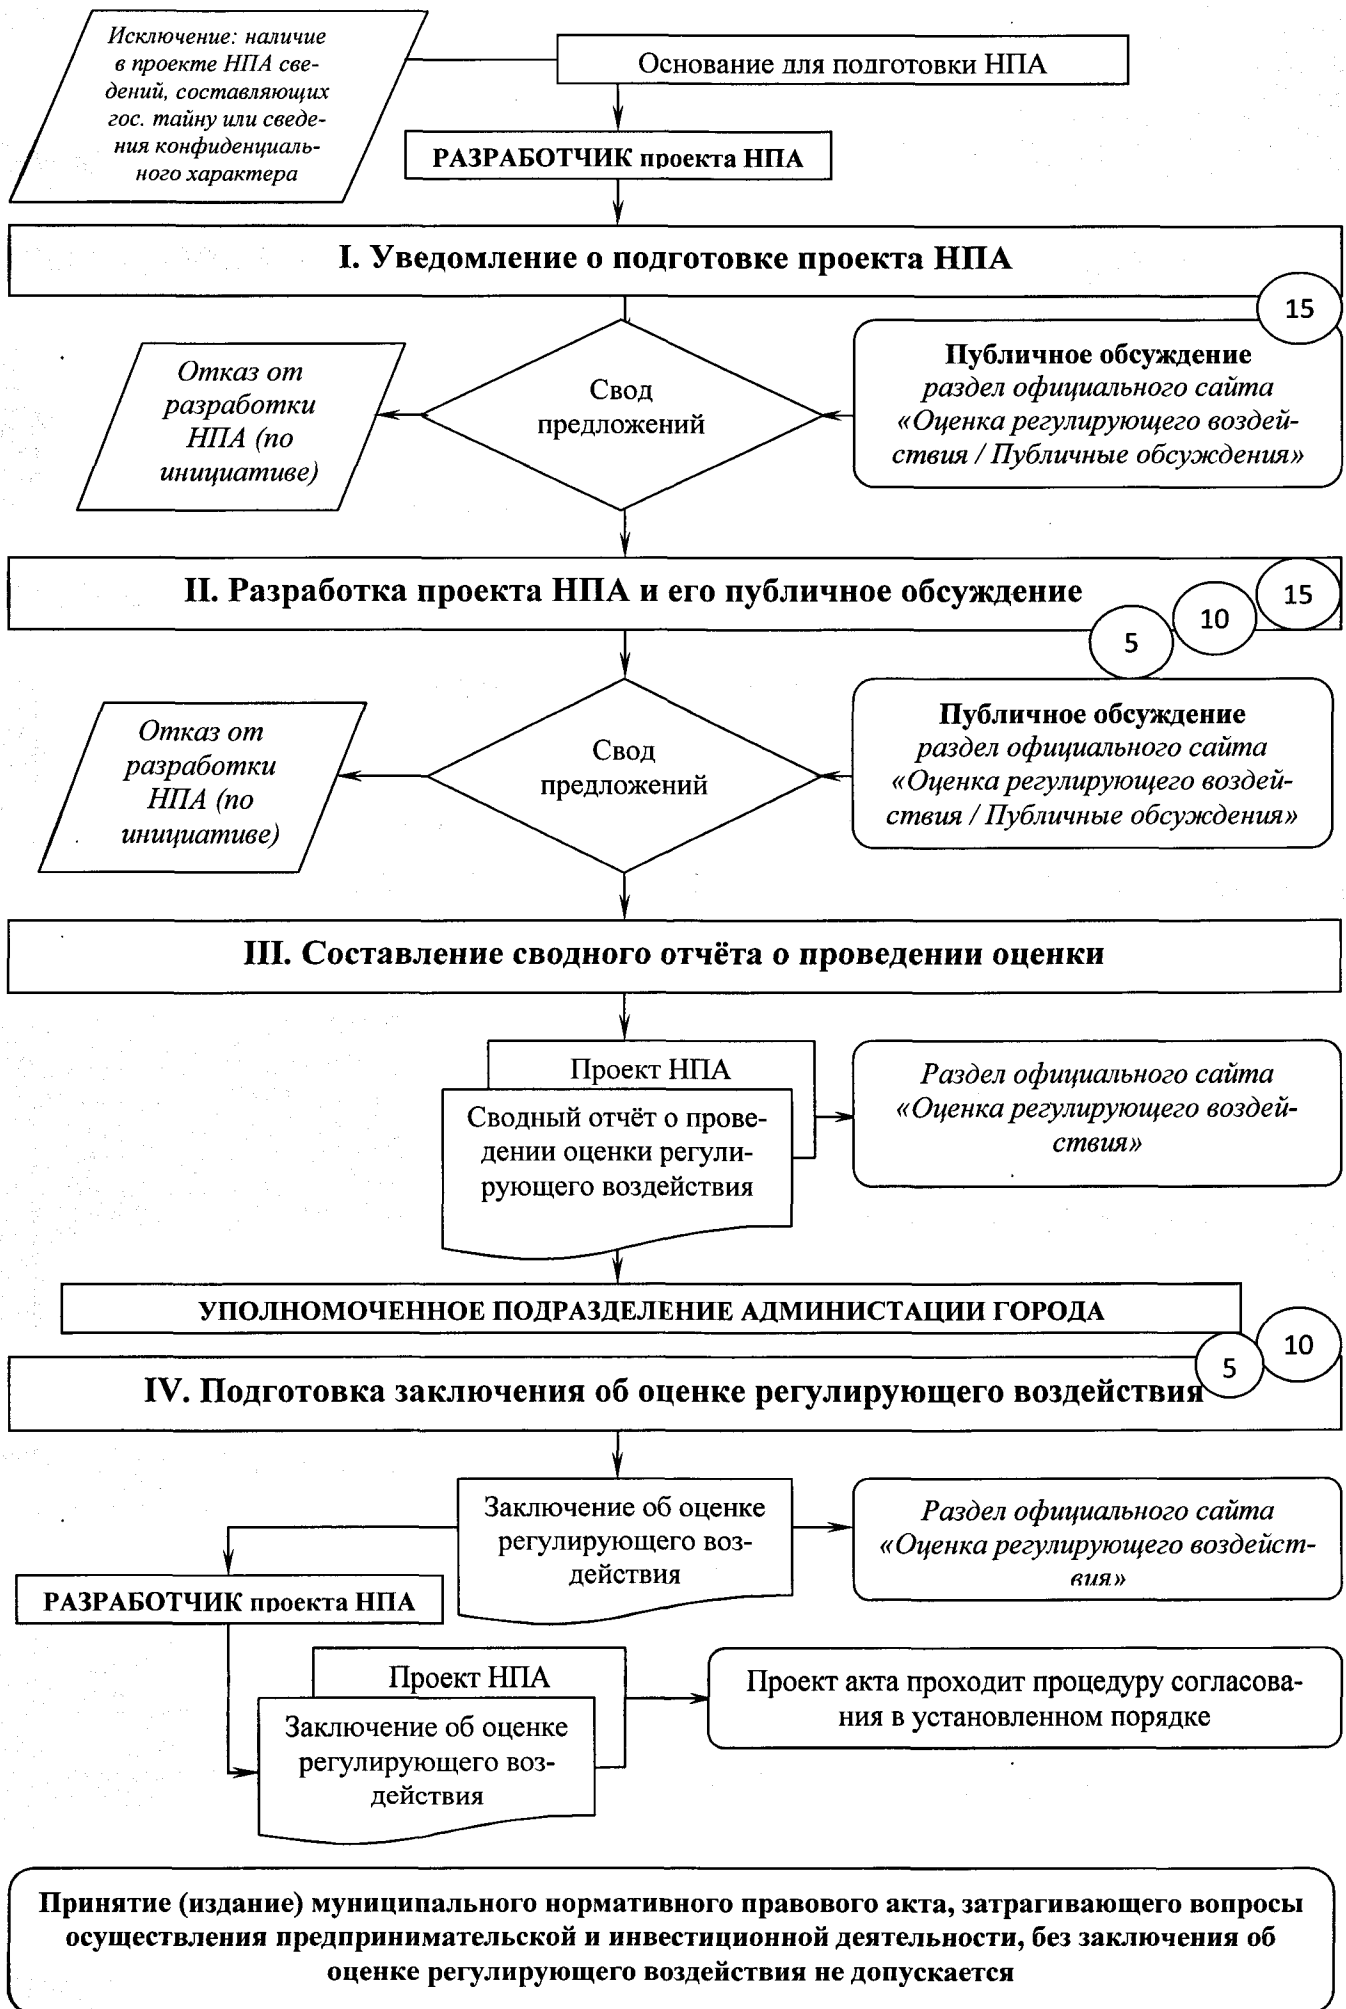 Исключение: наличие
в проекте НПА све-
дений, составляющих
гос. тайну или сведе-
ния конфиденциаль-
ного характера
Основание для подготовки НПА
РАЗРАБОТЧИК проекта НПА
I. Уведомление о подготовке проекта НПА
15
Отказ от
разработки
НПА (по
инициативе)
Свод
предложений
Публичное обсуждение
раздел официального сайта
«Оценка регулирующего воздей-
ствия / Публичные обсуждения»
II. Разработка проекта НПА и его публичное обсуждение
15
10
5
Отказ от
разработки
НПА (по
инициативе)
Свод
предложений
Публичное обсуждение
раздел официального сайта
«Оценка регулирующего воздей-
ствия / Публичные обсуждения»
III. Составление сводного отчёта о проведении оценки
Проект НПА
Сводный отчёт о прове-
дении оценки регули-
рующего воздействия
Раздел официального сайта
«Оценка регулирующего воздей-
ствия»
УПОЛНОМОЧЕННОЕ ПОДРАЗДЕЛЕНИЕ АДМИНИСТАЦИИ ГОРОДА
10
5
IV. Подготовка заключения об оценке регулирующего воздействия
Заключение об оценке
регулирующего воз-
действия
Раздел официального сайта
«Оценка регулирующего воздейст-
вия»
РАЗРАБОТЧИК проекта НПА
Проект НПА
Заключение об оценке
регулирующего воз-
действия
Проект акта проходит процедуру согласова-
ния в установленном порядке
Принятие (издание) муниципального нормативного правового акта, затрагивающего вопросы
осуществления предпринимательской и инвестиционной деятельности, без заключения об
оценке регулирующего воздействия не допускается